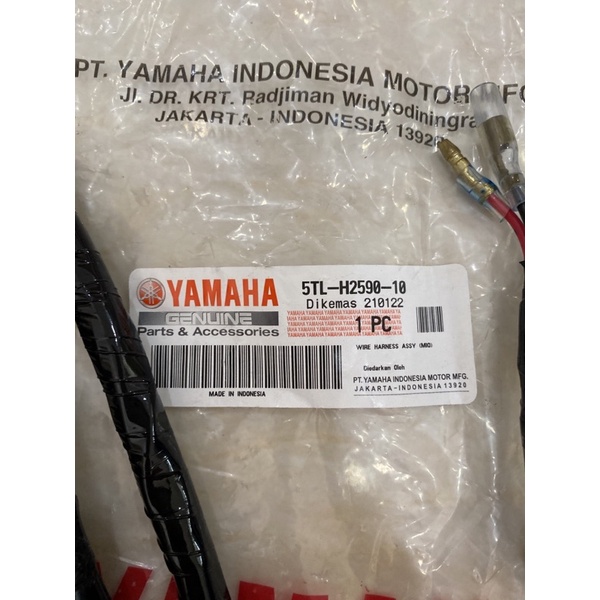 PT. YAMAHA INDONESIA MOTOR MFG
Jl. DR. KRT. Radjiman Widyodiningra
JAKARTA - INDONESIA 13920
YAMAHA
GENUINE
Parts & Accessories
5TL-H2590-10
Dikemas 210122
1 PC
WIRE HARNESS ASSY (MIO)
Diedarkan Oleh
PT. YAMAHA INDONESIA MOTOR MFG.
JAKARTA-INDONESIA 13920
MADE IN INDONESIA